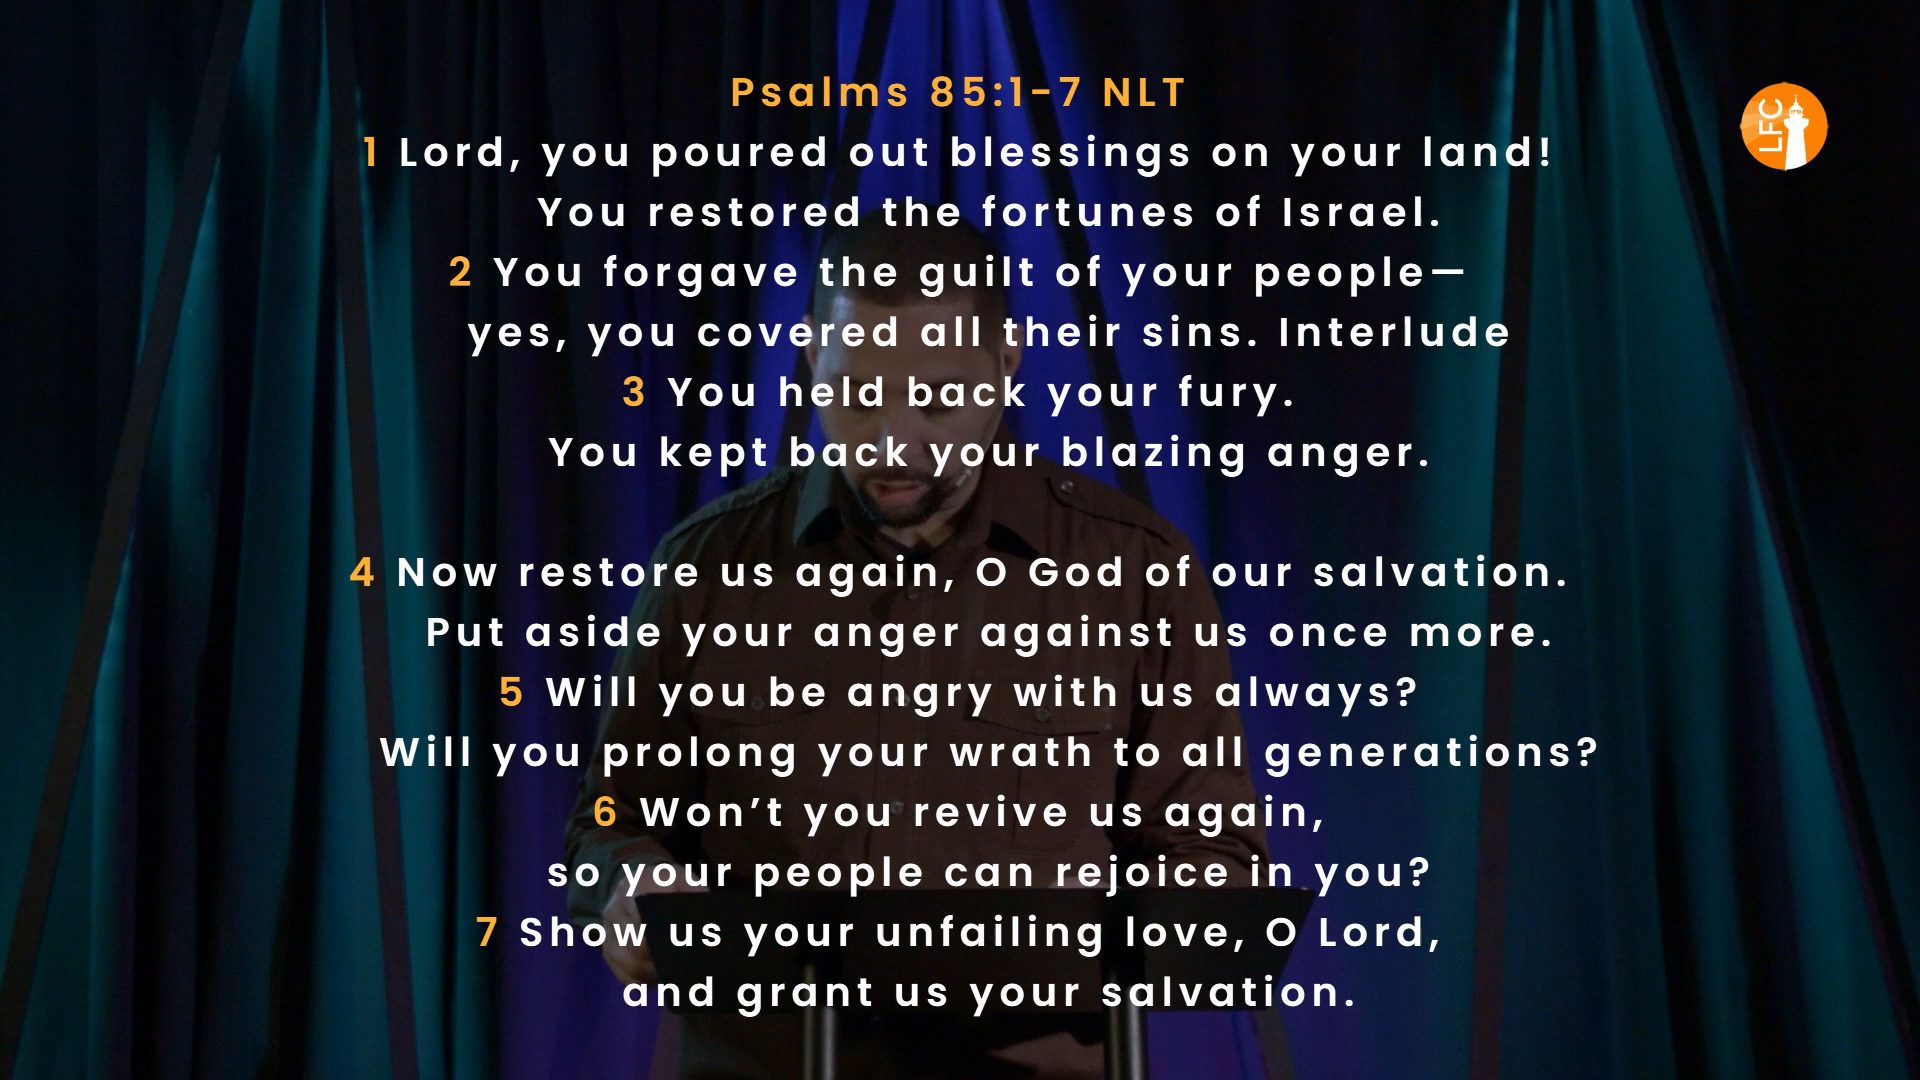 Psalms 85:1-7 NLT
1 Lord, you poured out blessings on your land!
You restored the fortunes of Israel.
2 You forgave the guilt of your people—
yes, you covered all their sins. Interlude
3 You held back your fury.
You kept back your blazing anger.
4 Now restore us again, O God of our salvation.
Put aside your anger against us once more.
5 Will you be angry with us always?
Will you prolong your wrath to all generations?
6 Won’t you revive us again,
so your people can rejoice in you?
7 Show us your unfailing love, O Lord,
and grant us your salvation.
LFC